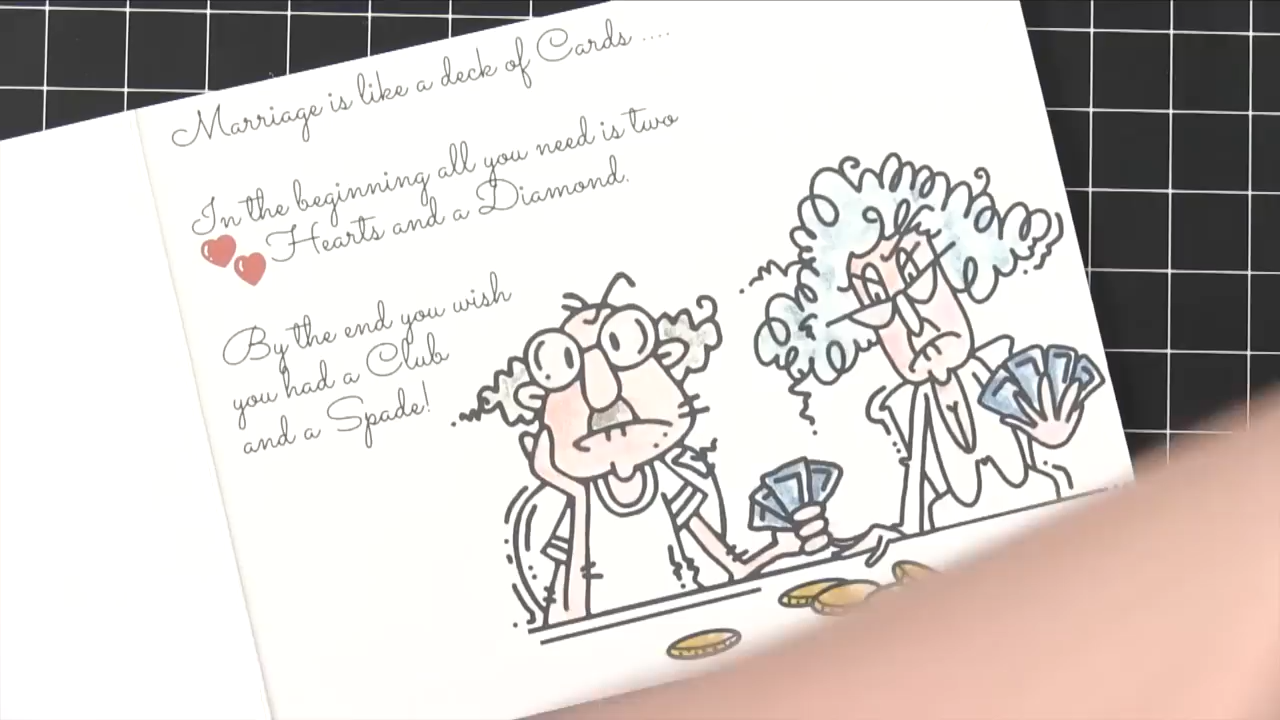 Marriage is like a deck of Cards ....
In the beginning all you need is two
Hearts and a Diamond.
By the end you wish
you had a Club
and a Spade!